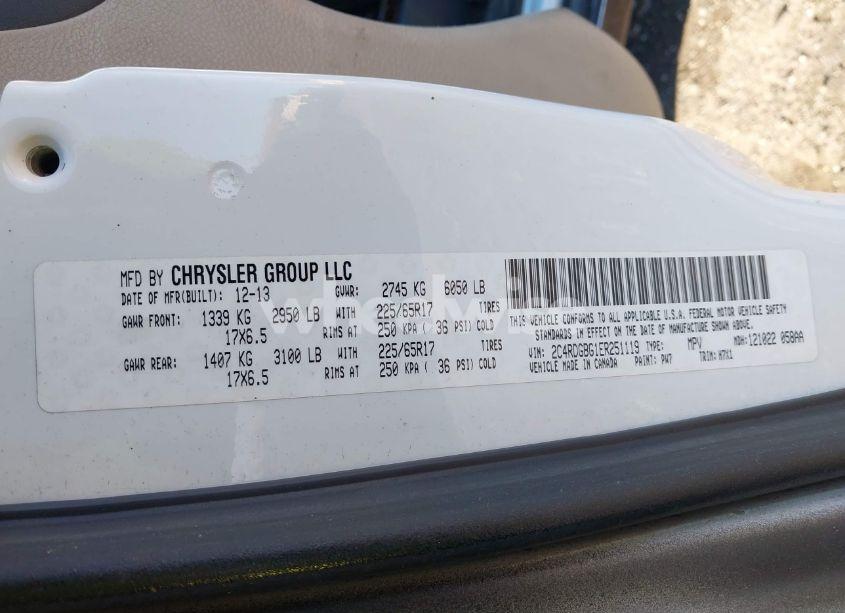 MFD BY CHRYSLER GROUP LLC
DATE OF MFR(BUILT): 12-13 GVWR: 2745 KG 6050 LB
GAWR FRONT: 1339 KG 2950 LB WITH 225/65R17 TIRES
17X6.5 RIMS AT 250 KPA ( 36 PSI) COLD
GAWR REAR: 1407 KG 3100 LB WITH 225/65R17 TIRES
17X6.5 RIMS AT 250 KPA ( 36 PSI) COLD
THIS VEHICLE CONFORMS TO ALL APPLICABLE U.S.A. FEDERAL MOTOR VEHICLE SAFETY
STANDARDS IN EFFECT ON THE DATE OF MANUFACTURE SHOWN ABOVE.
VIN: 2C4RDGBG1ER251119 TYPE: MPV MDH: 121022 058AA
VEHICLE MADE IN CANADA PAINT: PW7 TRIM: H7X1